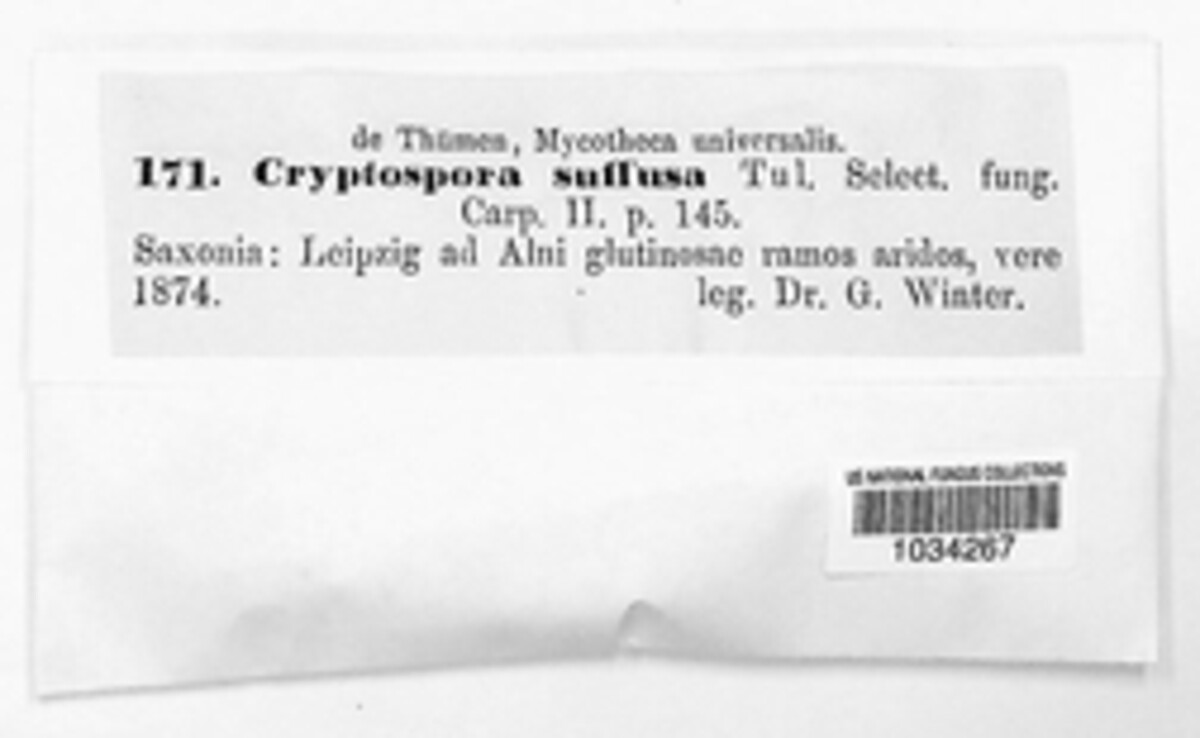 de Thümen, Mycotheca universalis.
171. Cryptospora suffusa Tul. Select. fung.
Carp. II. p. 145.
Saxonia: Leipzig ad Alni glutinosae ramos aridos, vere
1874. leg. Dr. G. Winter.
US NATIONAL FUNGUS COLLECTIONS
1034267